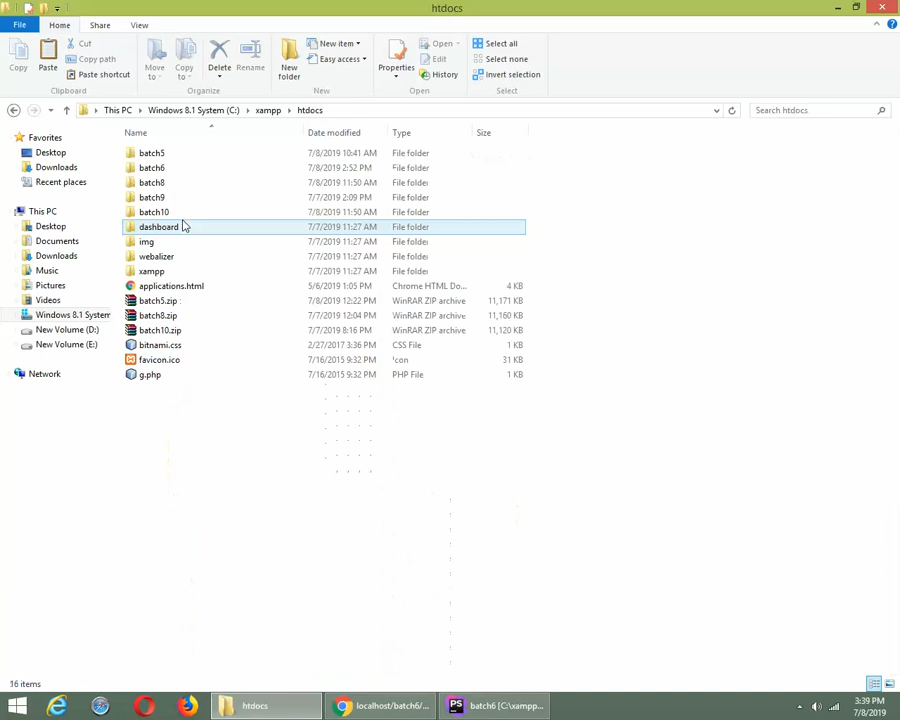 htdocs
File Home Share View
Copy
Paste
Cut
Copy path
Paste shortcut
Clipboard
Move to
Copy to
Delete
Rename
Organize
New folder
New item
Easy access
New
Properties
Open
Edit
History
Open
Select all
Select none
Invert selection
Select
This PC Windows 8.1 System (C:) xampp htdocs
Search htdocs
Favorites
Desktop
Downloads
Recent places
This PC
Desktop
Documents
Downloads
Music
Pictures
Videos
Windows 8.1 System
New Volume (D:)
New Volume (E:)
Network
Name Date modified Type Size
batch5 7/8/2019 10:41 AM File folder
batch6 7/8/2019 2:52 PM File folder
batch8 7/8/2019 11:50 AM File folder
batch9 7/7/2019 2:09 PM File folder
batch10 7/8/2019 11:50 AM File folder
dashboard 7/7/2019 11:27 AM File folder
img 7/7/2019 11:27 AM File folder
webalizer 7/7/2019 11:27 AM File folder
xampp 7/7/2019 11:27 AM File folder
applications.html 5/6/2019 1:05 PM Chrome HTML Do... 4 KB
batch5.zip 7/8/2019 12:22 PM WinRAR ZIP archive 11,171 KB
batch8.zip 7/7/2019 12:04 PM WinRAR ZIP archive 11,160 KB
batch10.zip 7/7/2019 8:16 PM WinRAR ZIP archive 11,120 KB
bitnami.css 2/27/2017 3:36 PM CSS File 1 KB
favicon.ico 7/16/2015 9:32 PM 31 KB
g.php 7/16/2015 9:32 PM PHP File 1 KB
16 items
htdocs
localhost/batch6/...
PS batch6 [C:\xampp...
3:39 PM
7/8/2019